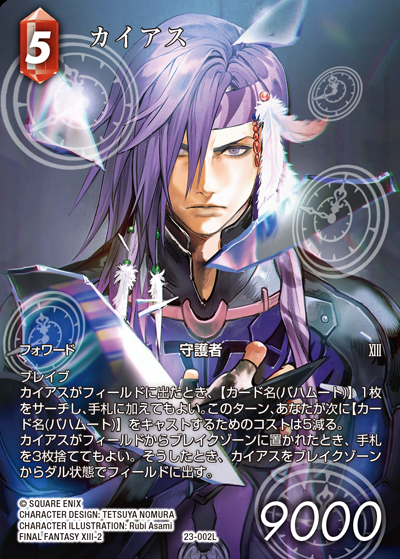 5
カイアス
フォワード 守護者 XIII
ブレイブ
カイアスがフィールドに出たとき、【カード名(バハムート)】1枚
をサーチし、手札に加えてもよい。このターン、あなたが次に【カー
ド名(バハムート)】をキャストするためのコストは5減る。
カイアスがフィールドからブレイクゾーンに置かれたとき、手札
を3枚捨ててもよい。そうしたとき、カイアスをブレイクゾーン
からダル状態でフィールドに出す。
© SQUARE ENIX
CHARACTER DESIGN: TETSUYA NOMURA
CHARACTER ILLUSTRATION: Rubi Asami
FINAL FANTASY XIII-2 23-002L
9000